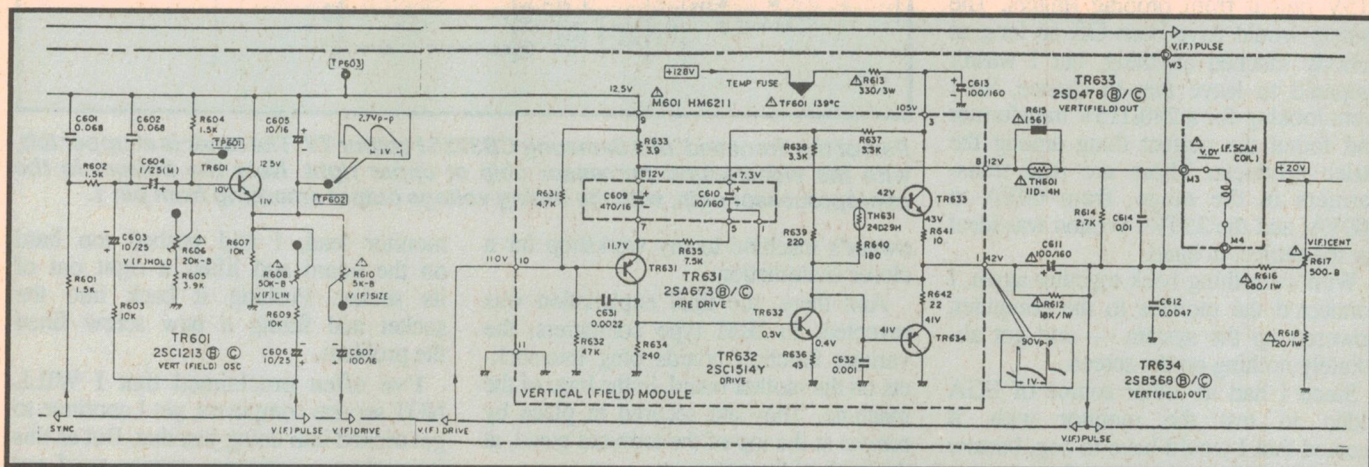 V.(F.) PULSE
W3
TP603
+128V
TEMP FUSE
R613
330/3W
C613
100/160
TR633
2SD478 Ⓑ/Ⓒ
VERT(FIELD)OUT
12.5V
M601 HM6211
TF601 139°C
105V
9
3
C601
0.068
C602
0.068
R604
1.5K
TP601
C605
10/16
2.7Vp-p
1V
R633
3.9
R638
3.3K
R637
3.3K
R615
(56)
V.DY
(F. SCAN
COIL)
M3
R602
1.5K
C604
1/25(M)
TR601
12.5V
10V
11V
TP602
R631
4.7K
8
12V
C609
470/16
47.3V
C610
10/160
7
5
1
42V
TR633
8
12V
TH601
11D-4H
+20V
C603
10/25
V (F)HOLD
R606
20K-B
R607
10K
R608
50K-B
V(F)LIN
R610
5K-B
V(F)SIZE
11.7V
R635
7.5K
R639
220
TH631
24D29H
R640
180
43V
R641
10
R614
2.7K
C614
0.01
M4
V(F)CENT
R617
500-B
R601
1.5K
R605
3.9K
R603
10K
R609
10K
110V
10
TR631
TR631
2SA673 Ⓑ/Ⓒ
PRE DRIVE
1
42V
C611
100/160
R616
680/1W
R612
18K/1W
C612
0.0047
R618
120/1W
C631
0.0022
TR632
0.5V
0.4V
R642
22
41V
41V
TR634
90Vp-p
1V
TR601
2SC1213 Ⓑ Ⓒ
VERT (FIELD) OSC
C606
10/25
C607
100/16
11
R632
47K
R634
240
TR632
2SC1514Y
DRIVE
R636
43
C632
0.001
TR634
2SB568 Ⓑ/Ⓒ
VERT(FIELD)OUT
VERTICAL (FIELD) MODULE
SYNC
V(F)PULSE
V(F)DRIVE
V(F) DRIVE
V(F)PULSE